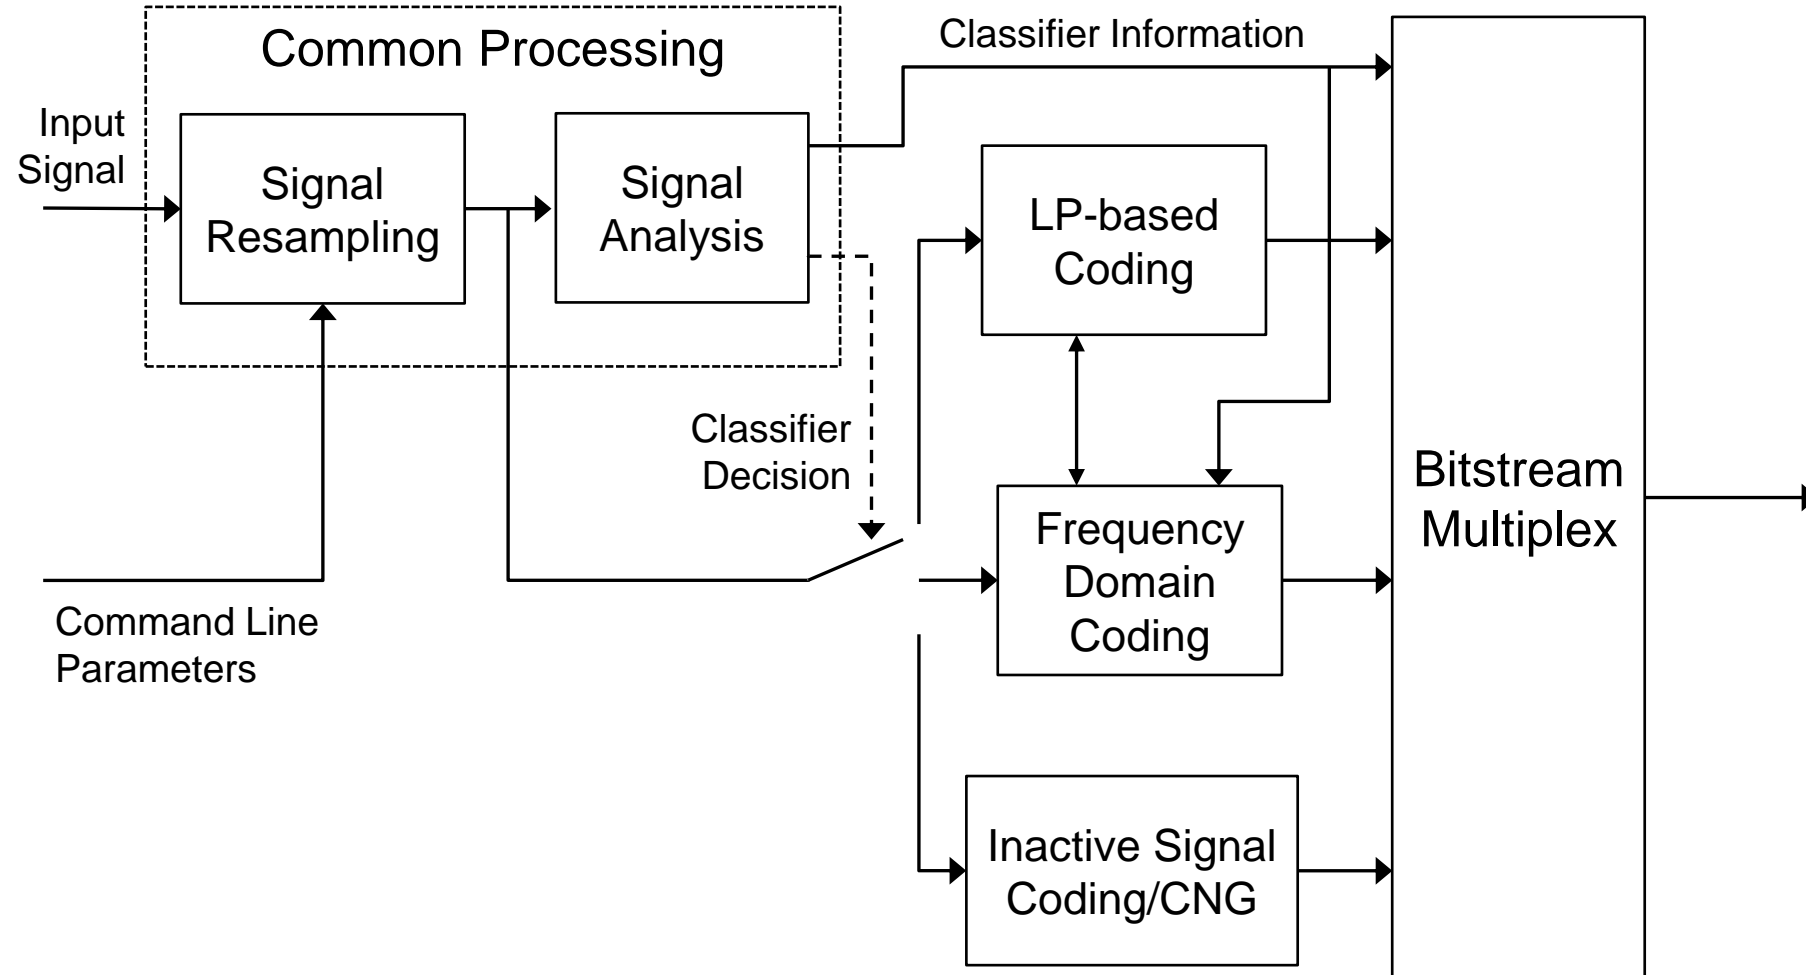 Common Processing
Classifier Information
Input
Signal
Signal
Resampling
Signal
Analysis
LP-based
Coding
Classifier
Decision
Bitstream
Multiplex
Frequency
Domain
Coding
Command Line
Parameters
Inactive Signal
Coding/CNG